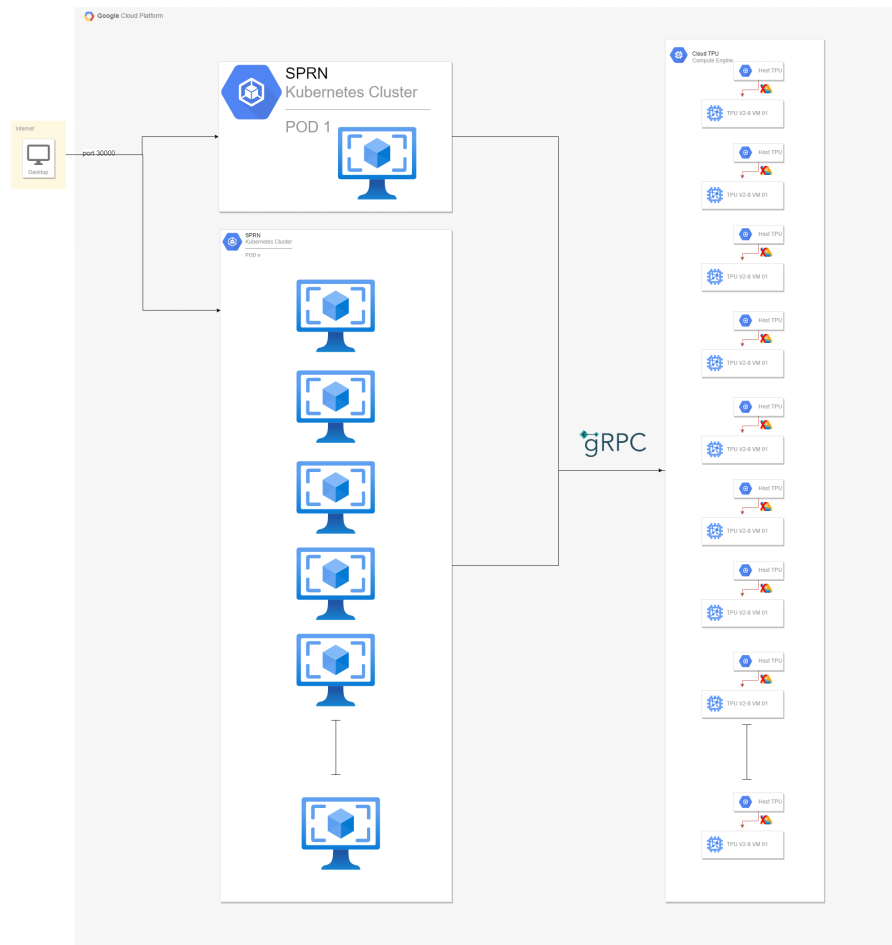 Google Cloud Platform
Internet
Desktop
port 30000
SPRN
Kubernetes Cluster
POD 1
SPRN
Kubernetes Cluster
POD n
gRPC
Cloud TPU
Compute Engine
Host TPU
TPU V2-8 VM 01
Host TPU
TPU V2-8 VM 01
Host TPU
TPU V2-8 VM 01
Host TPU
TPU V2-8 VM 01
Host TPU
TPU V2-8 VM 01
Host TPU
TPU V2-8 VM 01
Host TPU
TPU V2-8 VM 01
Host TPU
TPU V2-8 VM 01
Host TPU
TPU V2-8 VM 01